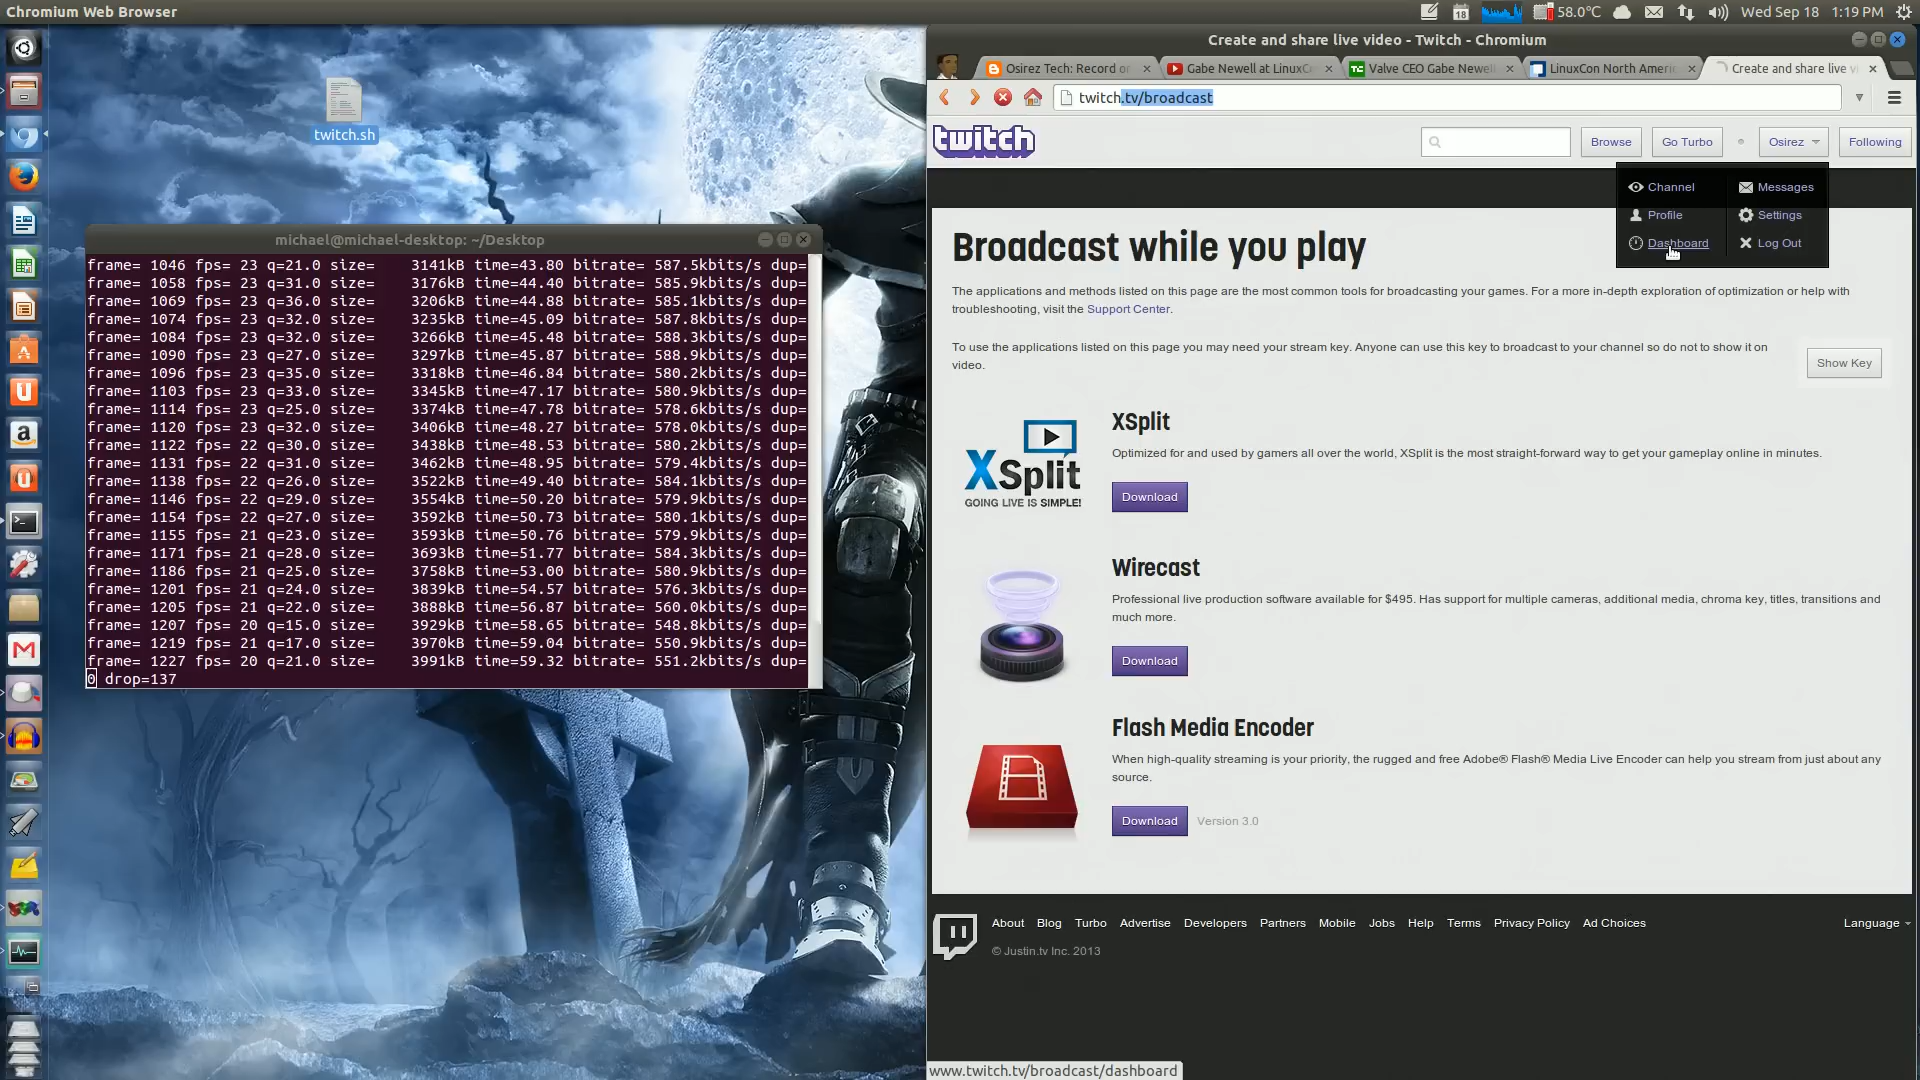 Chromium Web Browser
18
58.0°C
Wed Sep 18
1:19 PM
twitch.sh
michael@michael-desktop: ~/Desktop
frame= 1046 fps= 23 q=21.0 size=    3141kB time=43.80 bitrate= 587.5kbits/s dup=
frame= 1058 fps= 23 q=31.0 size=    3176kB time=44.40 bitrate= 585.9kbits/s dup=
frame= 1069 fps= 23 q=36.0 size=    3206kB time=44.88 bitrate= 585.1kbits/s dup=
frame= 1074 fps= 23 q=32.0 size=    3235kB time=45.09 bitrate= 587.8kbits/s dup=
frame= 1084 fps= 23 q=32.0 size=    3266kB time=45.48 bitrate= 588.3kbits/s dup=
frame= 1090 fps= 23 q=27.0 size=    3297kB time=45.87 bitrate= 588.9kbits/s dup=
frame= 1096 fps= 23 q=35.0 size=    3318kB time=46.84 bitrate= 580.2kbits/s dup=
frame= 1103 fps= 23 q=33.0 size=    3345kB time=47.17 bitrate= 580.9kbits/s dup=
frame= 1114 fps= 23 q=25.0 size=    3374kB time=47.78 bitrate= 578.6kbits/s dup=
frame= 1120 fps= 23 q=32.0 size=    3406kB time=48.27 bitrate= 578.0kbits/s dup=
frame= 1122 fps= 22 q=30.0 size=    3438kB time=48.53 bitrate= 580.2kbits/s dup=
frame= 1131 fps= 22 q=31.0 size=    3462kB time=48.95 bitrate= 579.4kbits/s dup=
frame= 1138 fps= 22 q=26.0 size=    3522kB time=49.40 bitrate= 584.1kbits/s dup=
frame= 1146 fps= 22 q=29.0 size=    3554kB time=50.20 bitrate= 579.9kbits/s dup=
frame= 1154 fps= 22 q=27.0 size=    3592kB time=50.73 bitrate= 580.1kbits/s dup=
frame= 1155 fps= 21 q=23.0 size=    3593kB time=50.76 bitrate= 579.9kbits/s dup=
frame= 1171 fps= 21 q=28.0 size=    3693kB time=51.77 bitrate= 584.3kbits/s dup=
frame= 1186 fps= 21 q=25.0 size=    3758kB time=53.00 bitrate= 580.9kbits/s dup=
frame= 1201 fps= 21 q=24.0 size=    3839kB time=54.57 bitrate= 576.3kbits/s dup=
frame= 1205 fps= 21 q=22.0 size=    3888kB time=56.87 bitrate= 560.0kbits/s dup=
frame= 1207 fps= 20 q=15.0 size=    3929kB time=58.65 bitrate= 548.8kbits/s dup=
frame= 1219 fps= 21 q=17.0 size=    3970kB time=59.04 bitrate= 550.9kbits/s dup=
frame= 1227 fps= 20 q=21.0 size=    3991kB time=59.32 bitrate= 551.2kbits/s dup=
0 drop=137
Create and share live video - Twitch - Chromium
Osirez Tech: Record or
Gabe Newell at LinuxC
Valve CEO Gabe Newell
LinuxCon North Ameri
Create and share live vi
twitch.tv/broadcast
twitch
Browse
Go Turbo
Osirez
Following
Channel
Messages
Profile
Settings
Dashboard
Log Out
Broadcast while you play
The applications and methods listed on this page are the most common tools for broadcasting your games. For a more in-depth exploration of optimization or help with
troubleshooting, visit the Support Center.
To use the applications listed on this page you may need your stream key. Anyone can use this key to broadcast to your channel so do not to show it on
video.
Show Key
XSplit
GOING LIVE IS SIMPLE!
XSplit
Optimized for and used by gamers all over the world, XSplit is the most straight-forward way to get your gameplay online in minutes.
Download
Wirecast
Professional live production software available for $495. Has support for multiple cameras, additional media, chroma key, titles, transitions and
much more.
Download
Flash Media Encoder
When high-quality streaming is your priority, the rugged and free Adobe® Flash® Media Live Encoder can help you stream from just about any
source.
Download
Version 3.0
About
Blog
Turbo
Advertise
Developers
Partners
Mobile
Jobs
Help
Terms
Privacy Policy
Ad Choices
Language
© Justin.tv Inc. 2013
www.twitch.tv/broadcast/dashboard